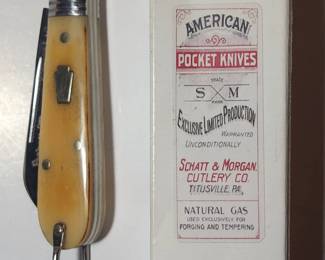 AMERICAN
POCKET KNIVES
TRADE
S M
MARK
EXCLUSIVE LIMITED PRODUCTION
WARRANTED
UNCONDITIONALLY
SCHATT & MORGAN
CUTLERY CO.
TITUSVILLE, PA.
NATURAL GAS
USED EXCLUSIVELY FOR
FORGING AND TEMPERING